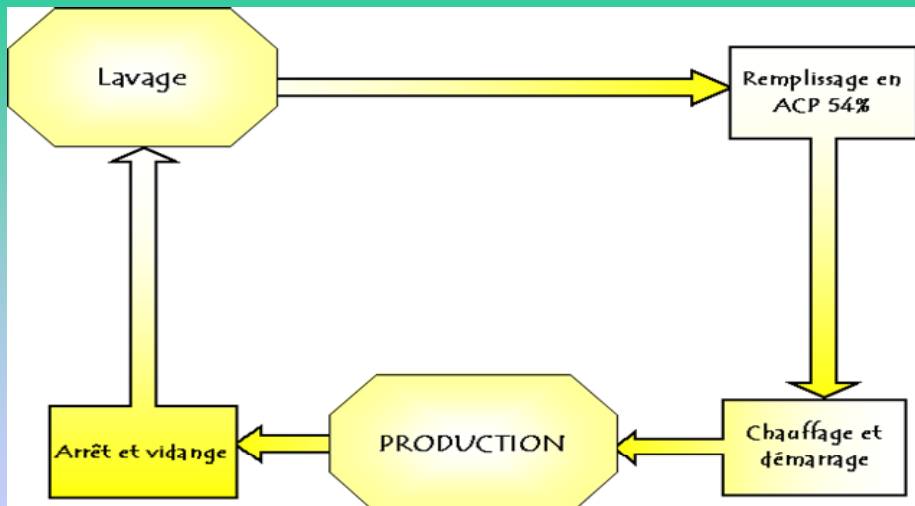 Lavage
Remplissage en
ACP 54%
Chauffage et
démarrage
PRODUCTION
Arrêt et vidange